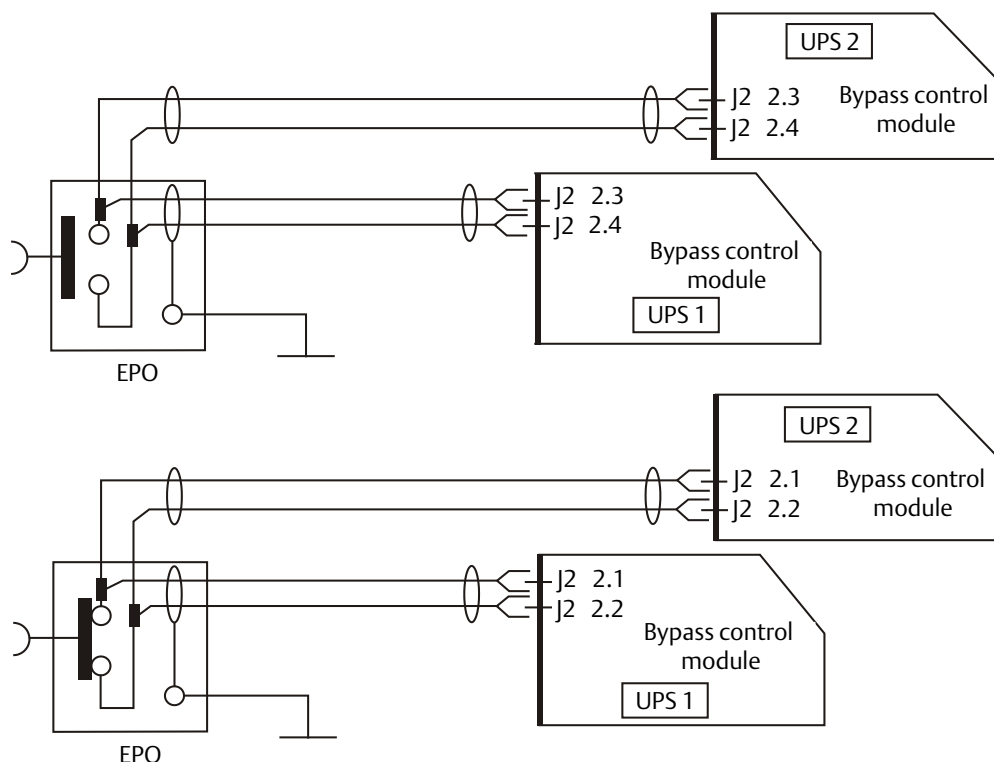 UPS 2
J2 2.3
Bypass control
J2 2.4
module
J2 2.3
J2 2.4
Bypass control
module
UPS 1
EPO
UPS 2
J2 2.1
Bypass control
J2 2.2
module
J2 2.1
J2 2.2
Bypass control
module
UPS 1
EPO